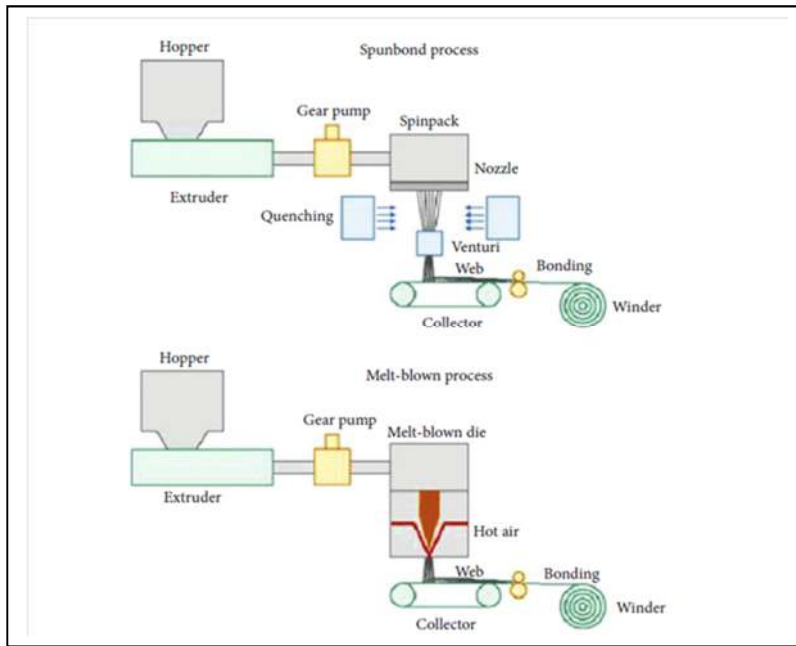 Hopper
Spunbond process
Gear pump
Spinpack
Nozzle
Extruder
Quenching
Venturi
Web
Bonding
Collector
Winder
Hopper
Melt-blown process
Gear pump
Melt-blown die
Extruder
Hot air
Web
Bonding
Collector
Winder